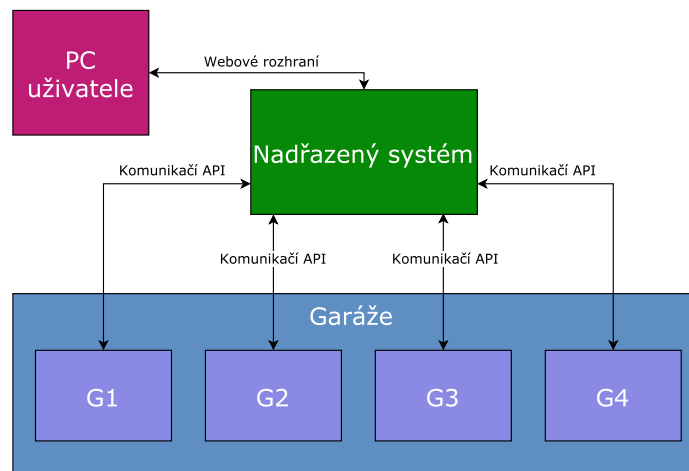 PC
uživatele
Webové rozhraní
Nadřazený systém
Komunikačí API
Komunikačí API
Komunikačí API
Komunikačí API
Garáže
G1
G2
G3
G4